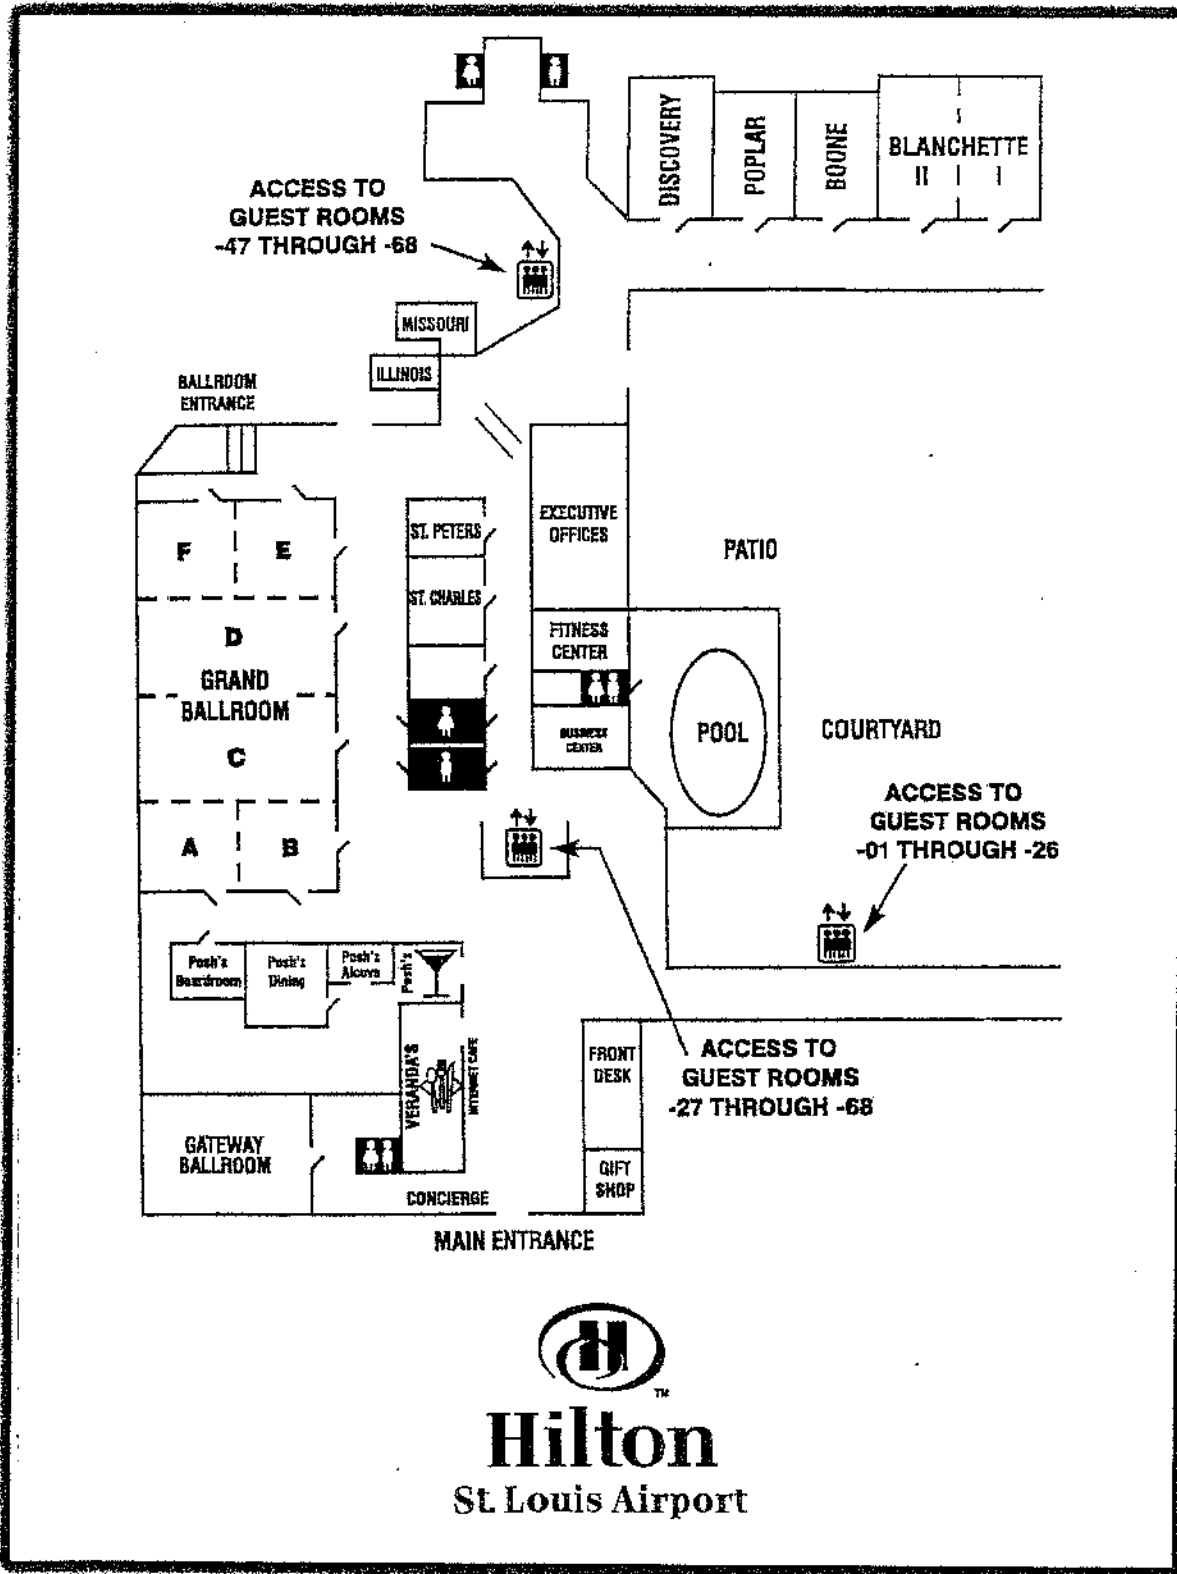 DISCOVERY
POPLAR
BOONE
BLANCHETTE
II
I
ACCESS TO
GUEST ROOMS
-47 THROUGH -68
MISSOURI
ILLINOIS
BALLROOM
ENTRANCE
F
E
ST. PETERS
EXECUTIVE
OFFICES
PATIO
ST. CHARLES
D
FITNESS
CENTER
GRAND
BALLROOM
POOL
COURTYARD
BUSINESS
CENTER
C
ACCESS TO
GUEST ROOMS
-01 THROUGH -26
A
B
Posh'z
Boardroom
Posh'z
Dining
Posh'z
Alcove
Posh'z
VERANDA'S
INTERNET CAFE
FRONT
DESK
ACCESS TO
GUEST ROOMS
-27 THROUGH -68
GATEWAY
BALLROOM
GIFT
SHOP
CONCIERGE
MAIN ENTRANCE
H
TM
Hilton
St. Louis Airport